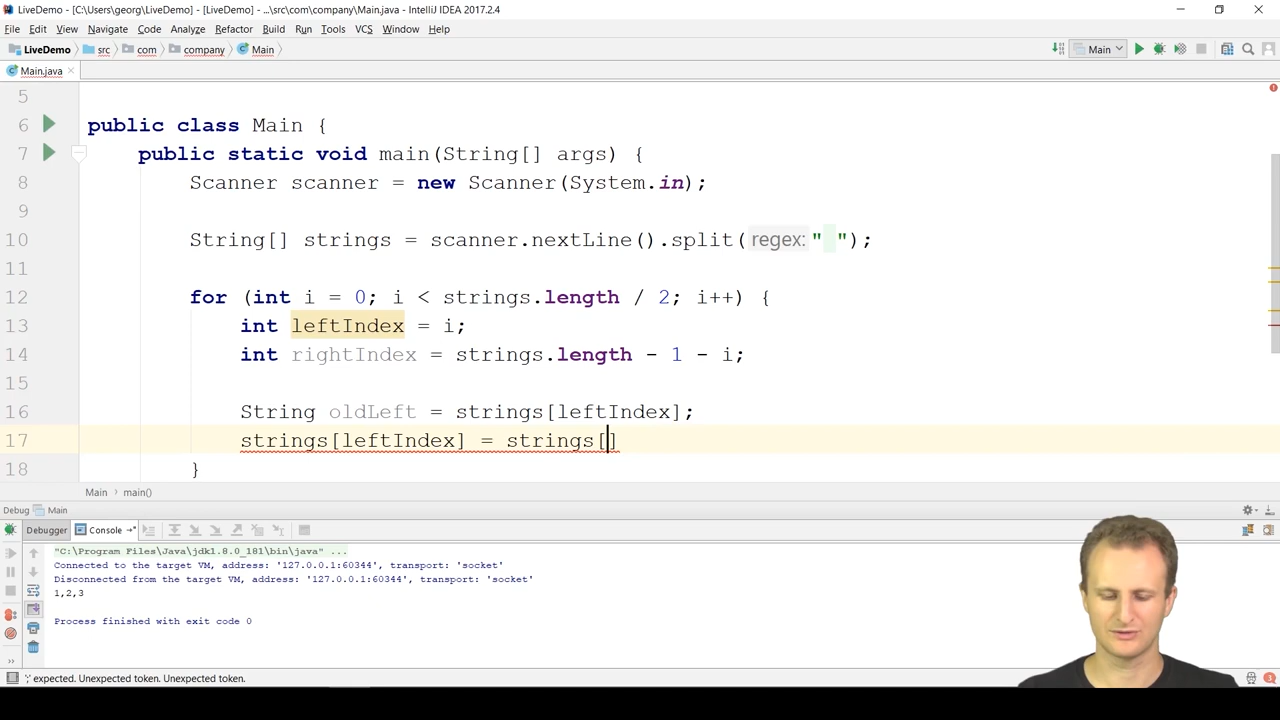 LiveDemo - [C:\Users\georg\LiveDemo] - [LiveDemo] - ...\src\com\company\Main.java - IntelliJ IDEA 2017.2.4
File Edit View Navigate Code Analyze Refactor Build Run Tools VCS Window Help
LiveDemo src com company Main Main
Main.java
5
6 public class Main {
7 public static void main(String[] args) {
8 Scanner scanner = new Scanner(System.in);
9
10 String[] strings = scanner.nextLine().split( regex: " ");
11
12 for (int i = 0; i < strings.length / 2; i++) {
13 int leftIndex = i;
14 int rightIndex = strings.length - 1 - i;
15
16 String oldLeft = strings[leftIndex];
17 strings[leftIndex] = strings[]
18 }
Main main()
Debug Main
Debugger Console
"C:\Program Files\Java\jdk1.8.0_181\bin\java" ...
Connected to the target VM, address: '127.0.0.1:60344', transport: 'socket'
Disconnected from the target VM, address: '127.0.0.1:60344', transport: 'socket'
1,2,3
Process finished with exit code 0
';' expected. Unexpected token. Unexpected token.